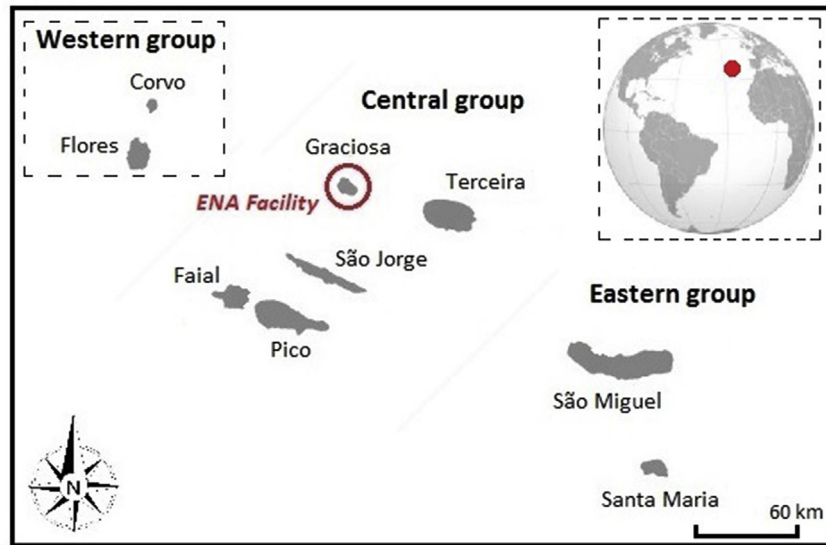 Western group
Corvo
Flores
Central group
Graciosa
ENA Facility
Terceira
São Jorge
Faial
Pico
Eastern group
São Miguel
Santa Maria
N
60 km